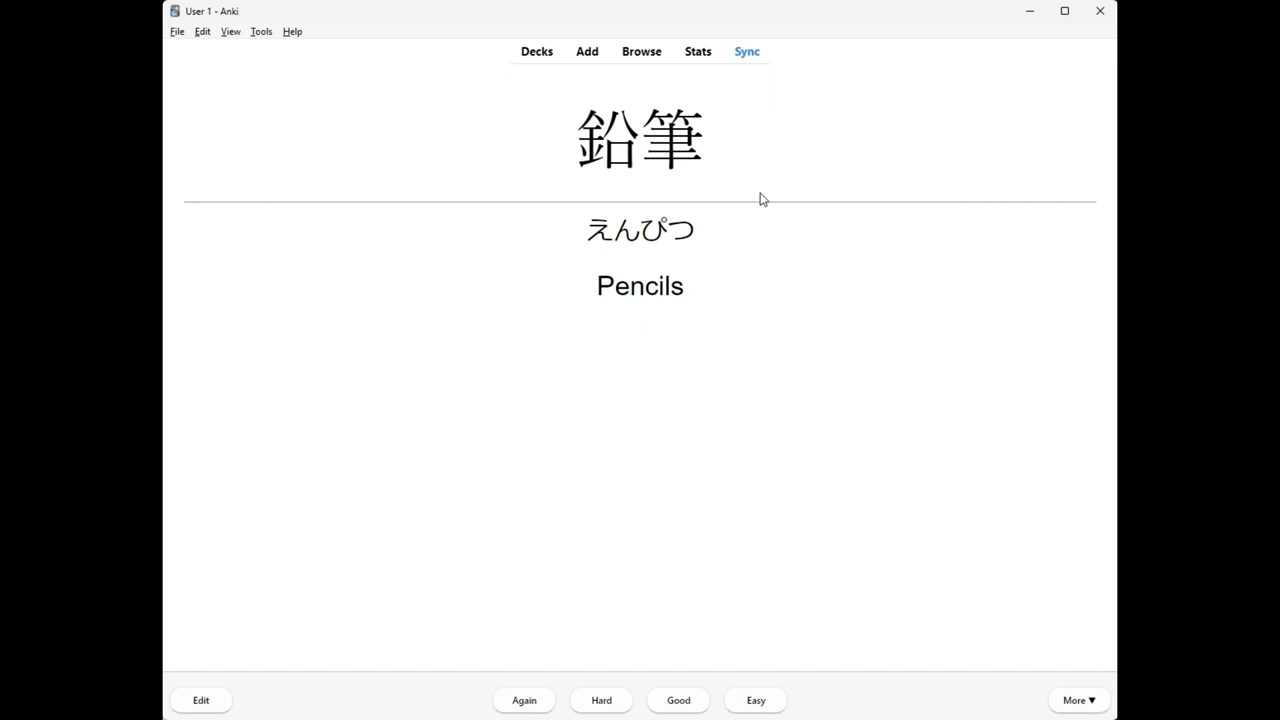 User 1 - Anki
File Edit View Tools Help
Decks Add Browse Stats Sync
鉛筆
えんぴつ
Pencils
Edit Again Hard Good Easy More ▼